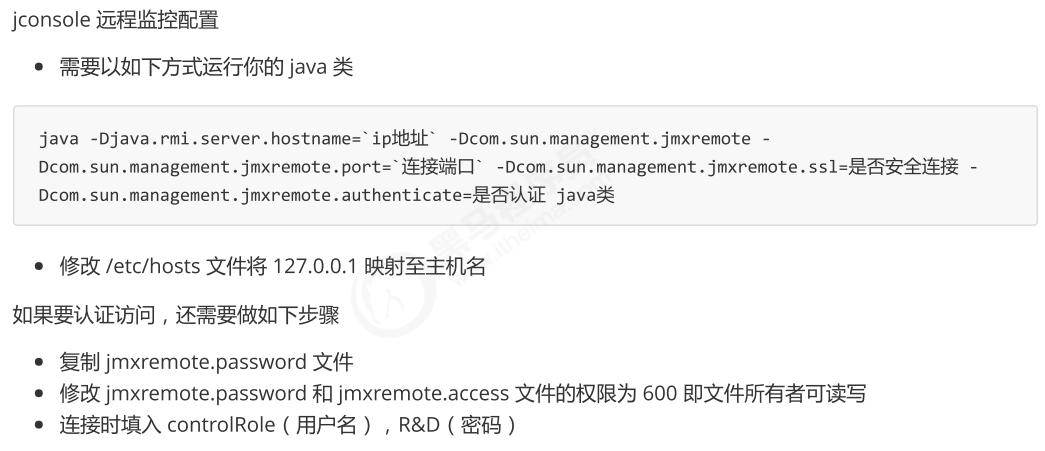 jconsole 远程监控配置
需要以如下方式运行你的 java 类
java -Djava.rmi.server.hostname=`ip地址` -Dcom.sun.management.jmxremote -
Dcom.sun.management.jmxremote.port=`连接端口` -Dcom.sun.management.jmxremote.ssl=是否安全连接 -
Dcom.sun.management.jmxremote.authenticate=是否认证 java类
修改 /etc/hosts 文件将 127.0.0.1 映射至主机名
如果要认证访问，还需要做如下步骤
复制 jmxremote.password 文件
修改 jmxremote.password 和 jmxremote.access 文件的权限为 600 即文件所有者可读写
连接时填入 controlRole（用户名），R&D（密码）